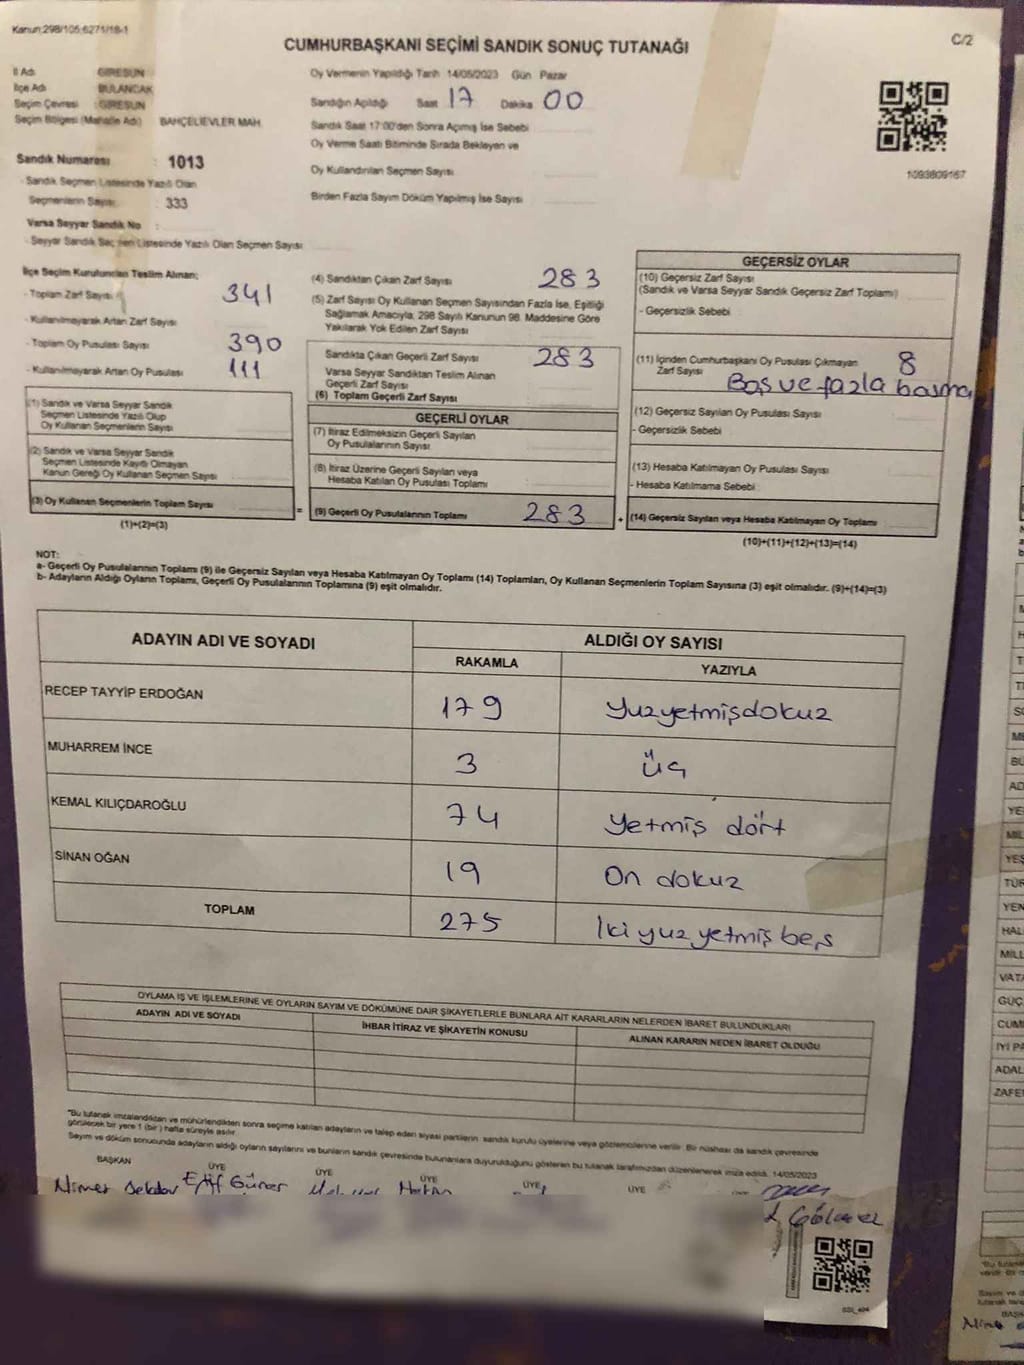 Kanun:298/105;6271/18-1
C/2
CUMHURBAŞKANI SEÇİMİ SANDIK SONUÇ TUTANAĞI
İl Adı GİRESUN
İlçe Adı BULANCAK
Seçim Çevresi : GİRESUN
Seçim Bölgesi (Mahalle Adı) BAHÇELİEVLER MAH.
Sandık Numarası : 1013
- Sandık Seçmen Listesinde Yazılı Olan
Seçmenlerin Sayısı : 333
Varsa Seyyar Sandık No :
- Seyyar Sandık Seçmen Listesinde Yazılı Olan Seçmen Sayısı
Oy Vermenin Yapıldığı Tarih 14/05/2023 Gün Pazar
Sandığın Açıldığı Saat 17 Dakika 00
Sandık Saat 17:00'den Sonra Açımış İse Sebebi
Oy Verme Saati Bitiminde Sırada Bekleyen ve
Oy Kullandırılan Seçmen Sayısı
Birden Fazla Sayım Döküm Yapılmış İse Sayısı
1093809167
İlçe Seçim Kurulundan Teslim Alınan;
- Toplam Zarf Sayısı 341
- Kullanılmayarak Artan Zarf Sayısı
- Toplam Oy Pusulası Sayısı 390
- Kullanılmayarak Artan Oy Pusulası 111
(1) Sandık ve Varsa Seyyar Sandık
Seçmen Listesinde Yazılı Olup
Oy Kullanan Seçmenlerin Sayısı
(2) Sandık ve Varsa Seyyar Sandık
Seçmen Listesinde Kayıtlı Olmayan
Kanun Gereği Oy Kullanan Seçmen Sayısı
(3) Oy Kullanan Seçmenlerin Toplam Sayısı
(1)+(2)=(3)
(4) Sandıktan Çıkan Zarf Sayısı 283
(5) Zarf Sayısı Oy Kullanan Seçmen Sayısından Fazla İse, Eşitliği
Sağlamak Amacıyla, 298 Sayılı Kanunun 98. Maddesine Göre
Yakılarak Yok Edilen Zarf Sayısı
Sandıkta Çıkan Geçerli Zarf Sayısı 283
Varsa Seyyar Sandıktan Teslim Alınan
Geçerli Zarf Sayısı
(6) Toplam Geçerli Zarf Sayısı
GEÇERLİ OYLAR
(7) İtiraz Edilmeksizin Geçerli Sayılan
Oy Pusulalarının Sayısı
(8) İtiraz Üzerine Geçerli Sayılan veya
Hesaba Katılan Oy Pusulası Toplamı
= (9) Geçerli Oy Pusulalarının Toplamı 283 +
GEÇERSİZ OYLAR
(10) Geçersiz Zarf Sayısı
(Sandık ve Varsa Seyyar Sandık Geçersiz Zarf Toplamı)
- Geçersizlik Sebebi
(11) İçinden Cumhurbaşkanı Oy Pusulası Çıkmayan
Zarf Sayısı 8
Boş ve fazla basma
(12) Geçersiz Sayılan Oy Pusulası Sayısı
- Geçersizlik Sebebi
(13) Hesaba Katılmayan Oy Pusulası Sayısı
- Hesaba Katılmama Sebebi
(14) Geçersiz Sayılan veya Hesaba Katılmayan Oy Toplamı
(10)+(11)+(12)+(13)=(14)
NOT:
a- Geçerli Oy Pusulalarının Toplamı (9) ile Geçersiz Sayılan veya Hesaba Katılmayan Oy Toplamı (14) Toplamları, Oy Kullanan Seçmenlerin Toplam Sayısına (3) eşit olmalıdır. (9)+(14)=(3)
b- Adayların Aldığı Oyların Toplamı, Geçerli Oy Pusulalarının Toplamına (9) eşit olmalıdır.
ADAYIN ADI VE SOYADI ALDIĞI OY SAYISI
RAKAMLA YAZIYLA
RECEP TAYYİP ERDOĞAN 179 Yuzyetmişdokuz
MUHARREM İNCE 3 üç
KEMAL KILIÇDAROĞLU 74 Yetmiş dört
SİNAN OĞAN 19 On dokuz
TOPLAM 275 İki yuz yetmiş beş
OYLAMA İŞ VE İŞLEMLERİNE VE OYLARIN SAYIM VE DÖKÜMÜNE DAİR ŞİKAYETLERLE BUNLARA AİT KARARLARIN NELERDEN İBARET BULUNDUKLARI
ADAYIN ADI VE SOYADI İHBAR İTİRAZ VE ŞİKAYETİN KONUSU ALINAN KARARIN NEDEN İBARET OLDUĞU
"Bu tutanak imzalandıktan ve mühürlendikten sonra seçime katılan adayların ve talep eden siyasi partilerin sandık kurulu üyelerine veya gözlemcilerine verilir. Bir nüshası da sandık çevresinde
görülecek bir yere 1 (bir) hafta süreyle asılır.
Sayım ve döküm sonucunda adayların aldığı oyların sayılarını ve bunların sandık çevresinde bulunanlara duyurulduğunu gösteren bu tutanak tarafımızdan düzenlenerek imza edildi. 14/05/2023
BAŞKAN ÜYE ÜYE ÜYE ÜYE ÜYE
Elif Güner
MİL
YEŞ
TÜR
YEN
HAL
MİLL
VATA
GÜÇ
CUM
İYİ PA
ADAL
ZAFE